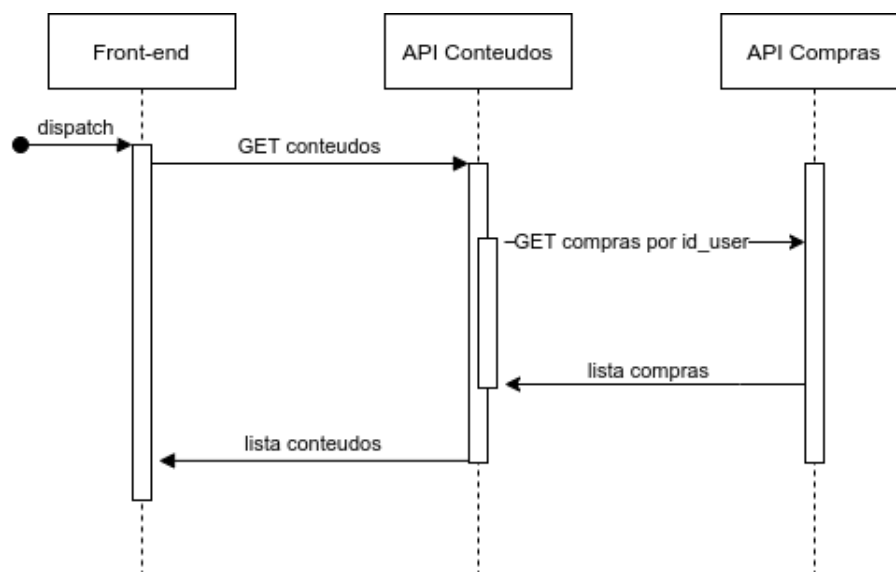 Front-end
API Conteudos
API Compras
dispatch
GET conteudos
GET compras por id_user
lista compras
lista conteudos